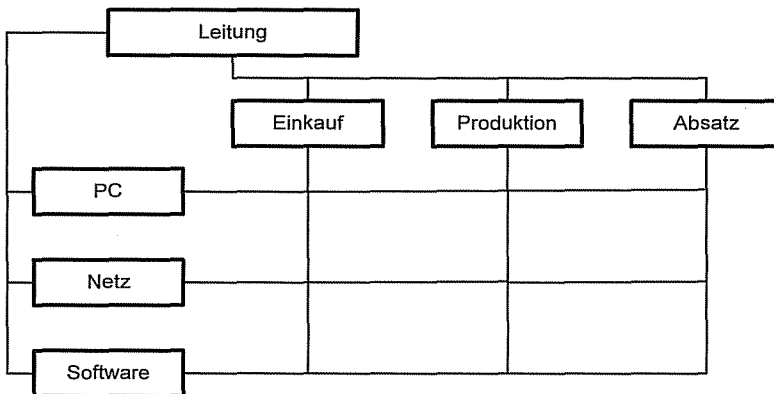 Leitung
Einkauf
Produktion
Absatz
PC
Netz
Software